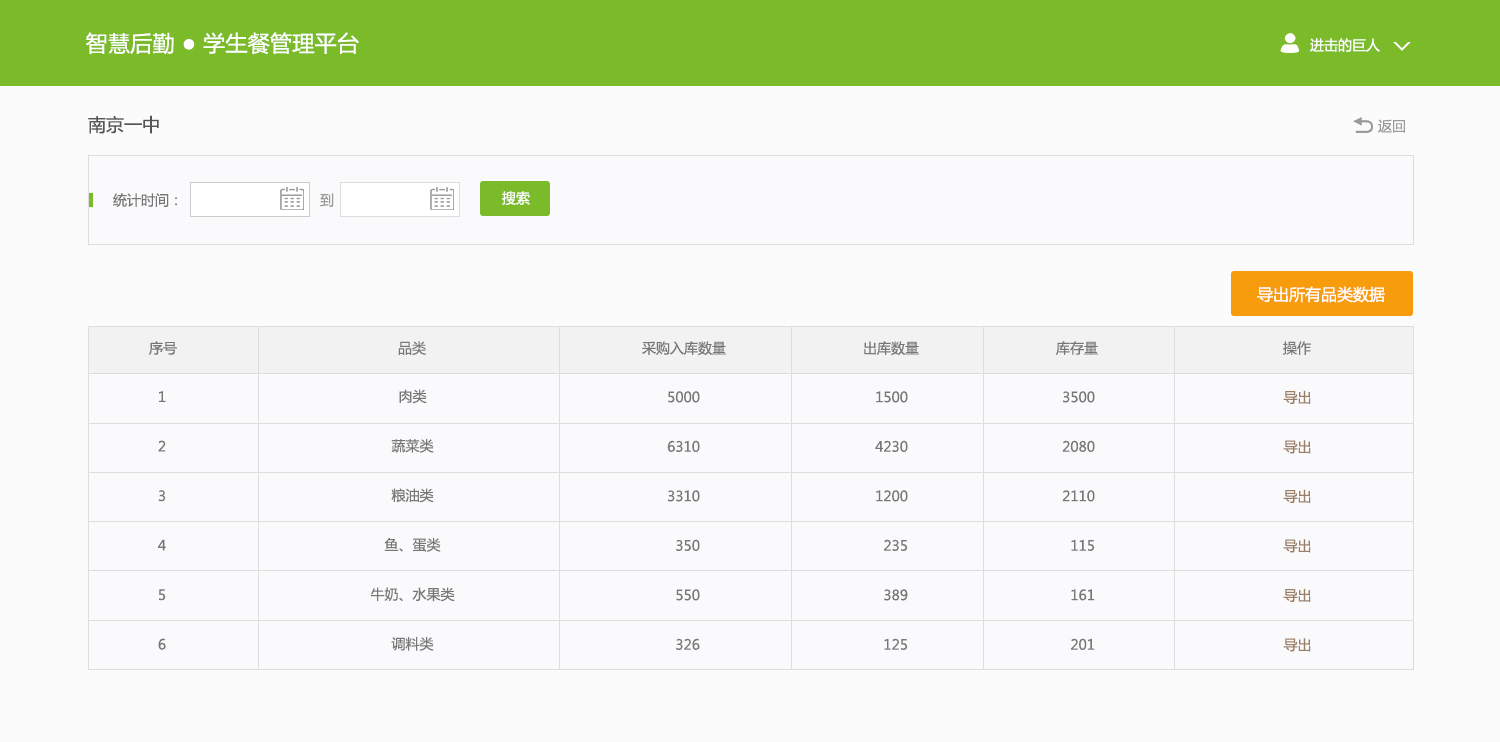 智慧后勤 ● 学生餐管理平台
进击的巨人
南京一中
返回
统计时间： 到 搜索
导出所有品类数据
序号 品类 采购入库数量 出库数量 库存量 操作
1 肉类 5000 1500 3500 导出
2 蔬菜类 6310 4230 2080 导出
3 粮油类 3310 1200 2110 导出
4 鱼、蛋类 350 235 115 导出
5 牛奶、水果类 550 389 161 导出
6 调料类 326 125 201 导出